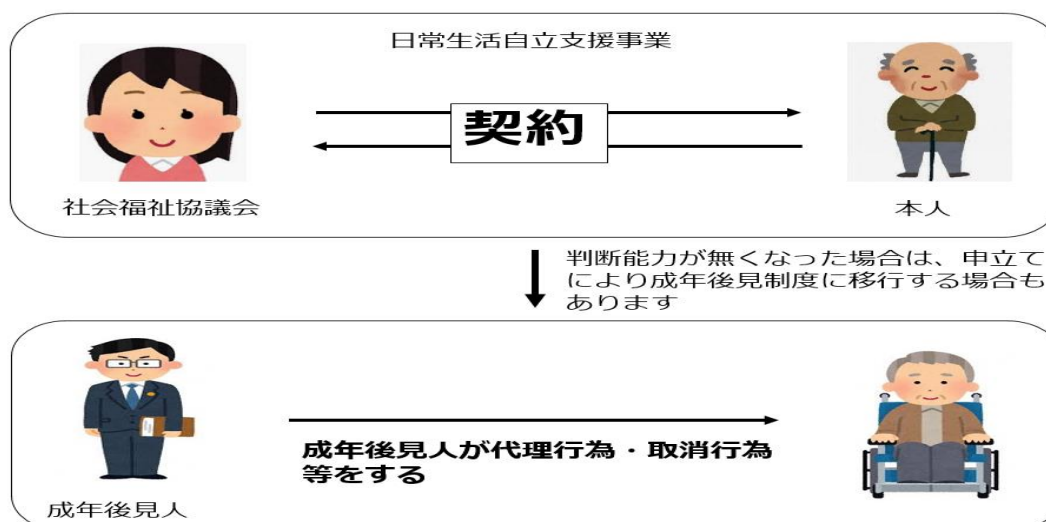 日常生活自立支援事業
契約
社会福祉協議会
本人
判断能力が無くなった場合は、申立て
により成年後見制度に移行する場合も
あります
成年後見人が代理行為・取消行為
等をする
成年後見人